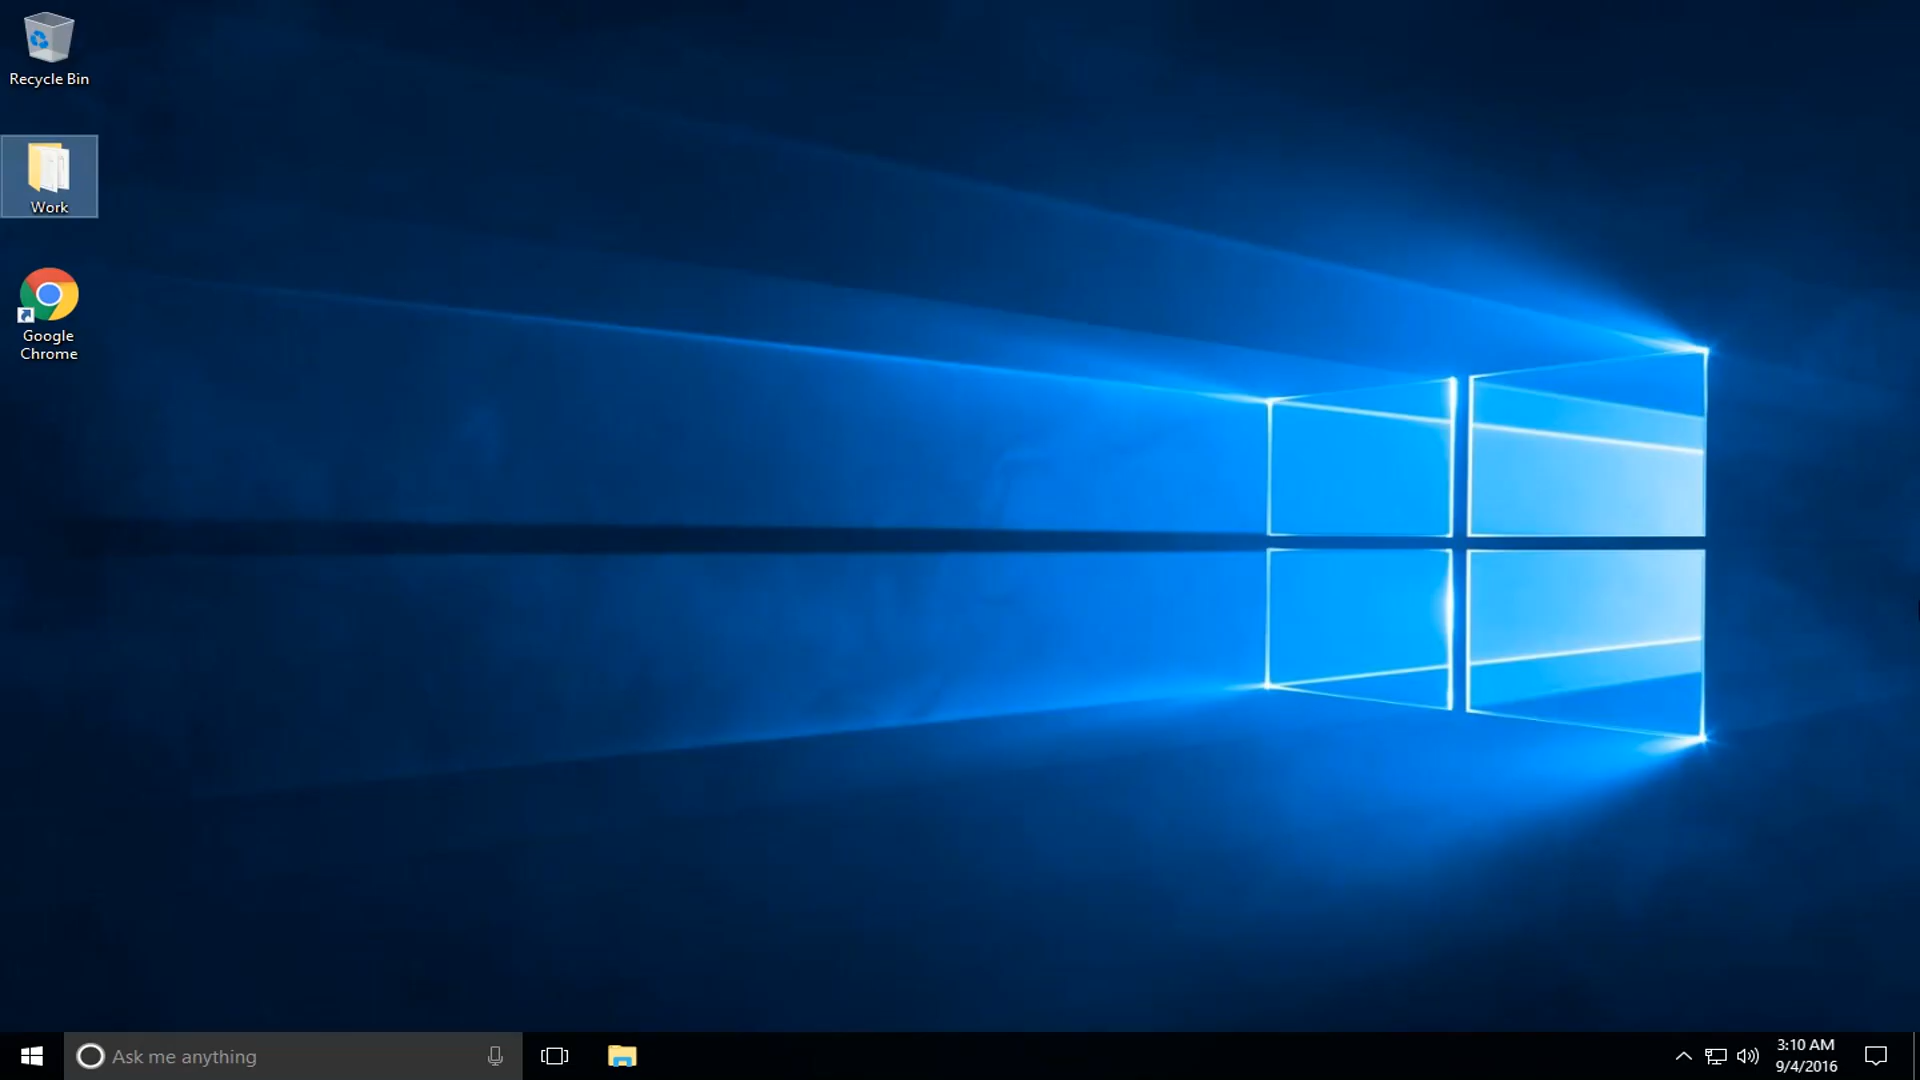 Recycle Bin
Work
Google
Chrome
Ask me anything
3:10 AM
9/4/2016